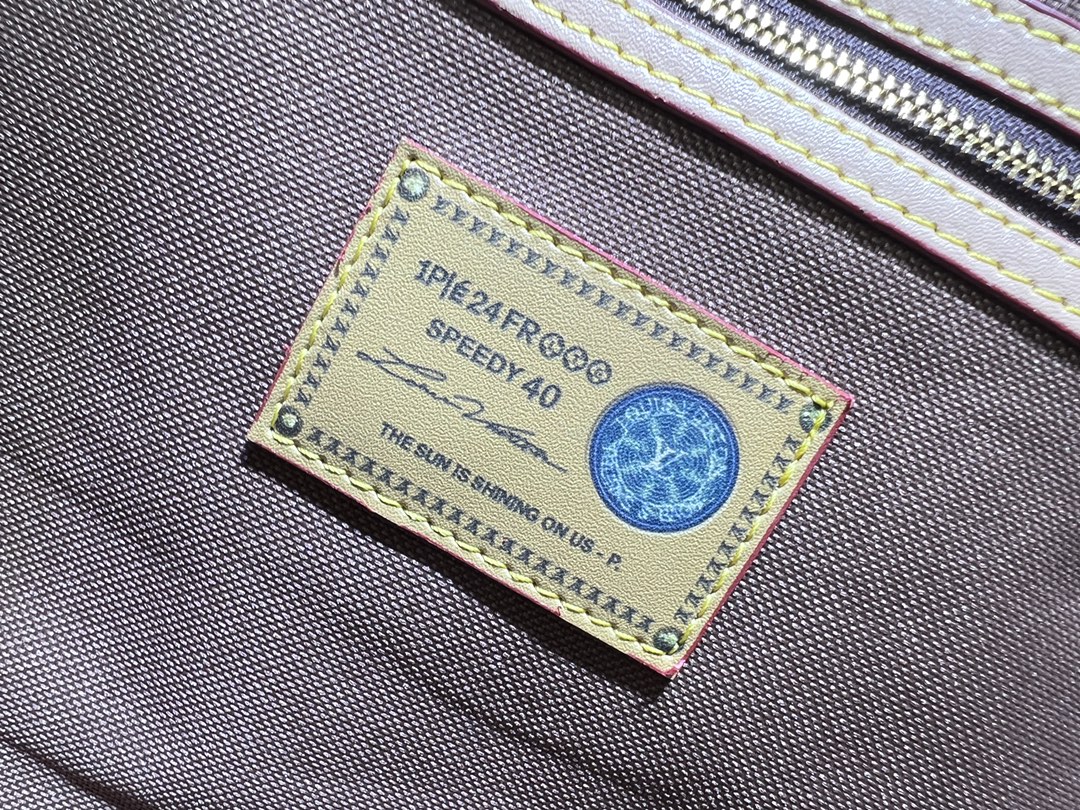 1P|£24FR
SPEEDY 40
THE SUN IS SHINING ON US - P.